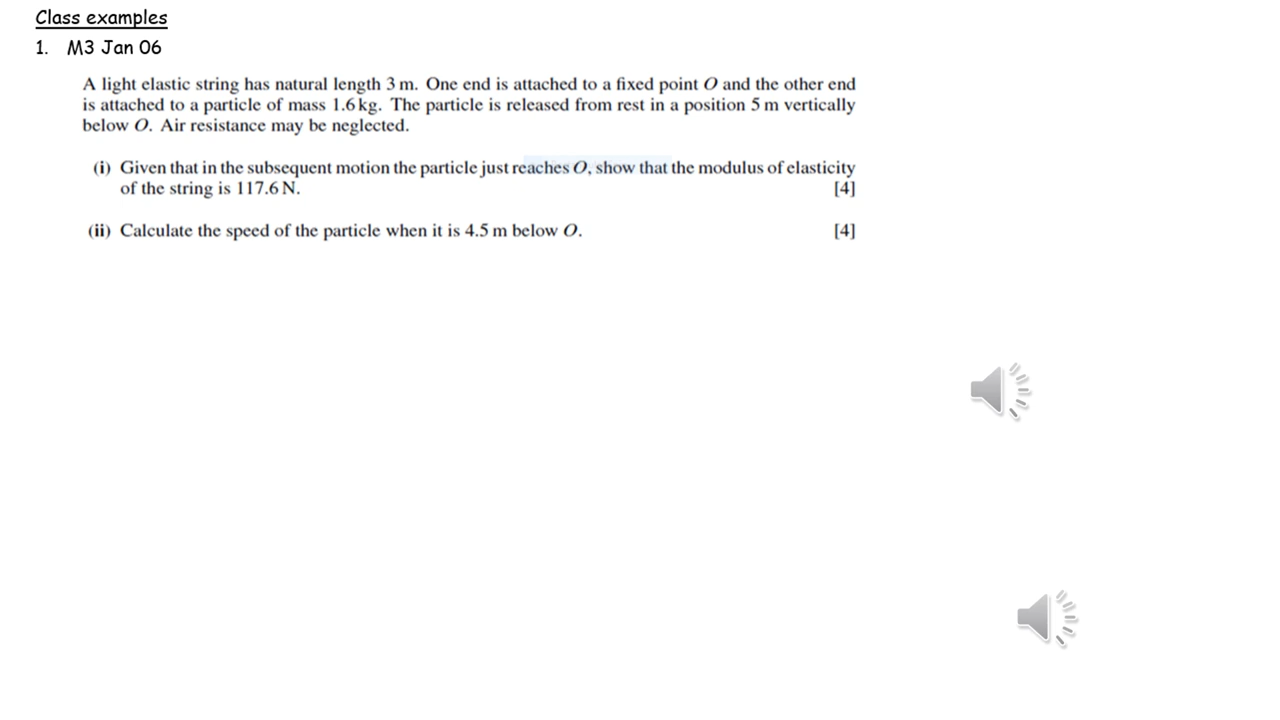 Class examples
1. M3 Jan 06
A light elastic string has natural length 3 m. One end is attached to a fixed point O and the other end
is attached to a particle of mass 1.6 kg. The particle is released from rest in a position 5 m vertically
below O. Air resistance may be neglected.
(i) Given that in the subsequent motion the particle just reaches O, show that the modulus of elasticity
of the string is 117.6 N. [4]
(ii) Calculate the speed of the particle when it is 4.5 m below O. [4]